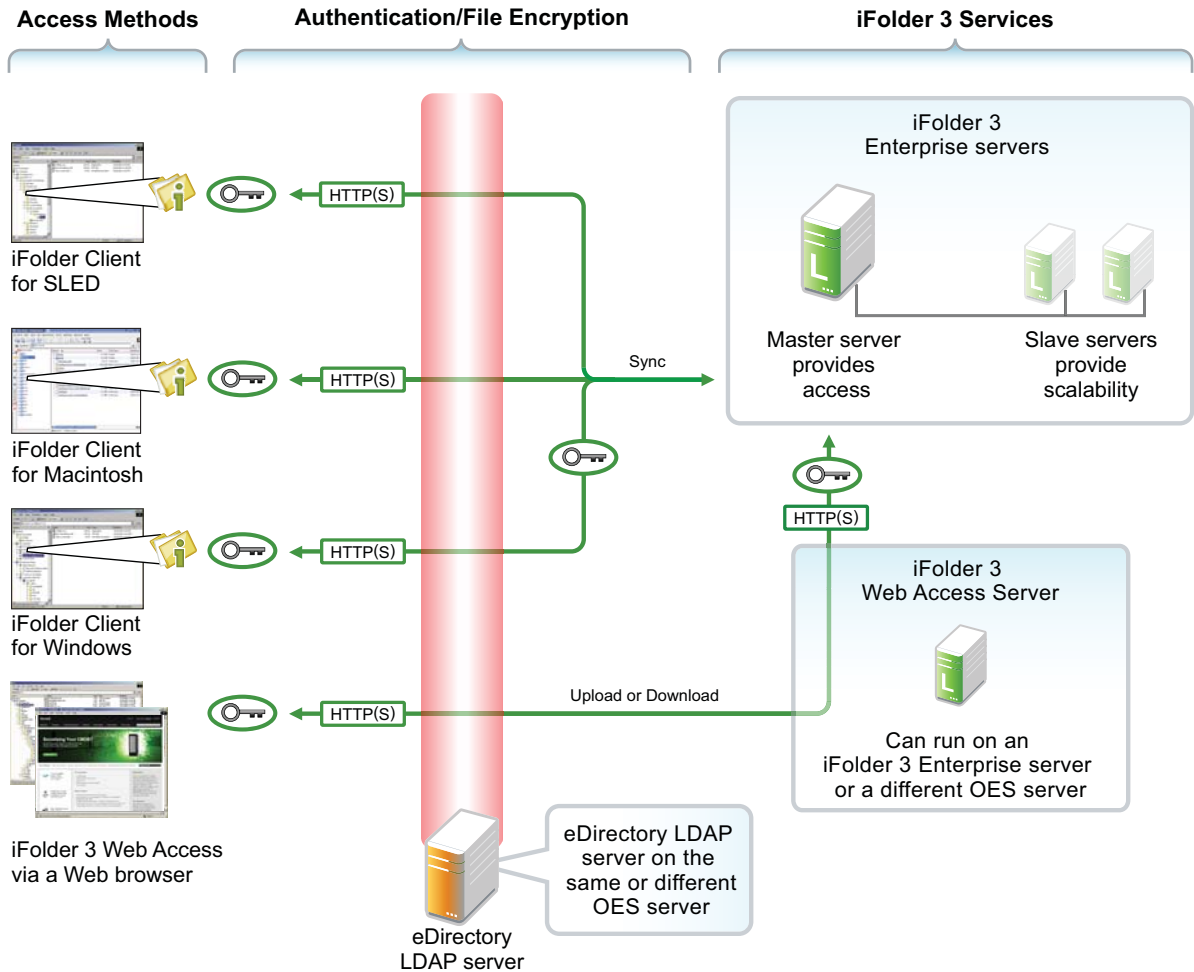 Access Methods
Authentication/File Encryption
iFolder 3 Services
iFolder Client
for SLED
HTTP(S)
iFolder 3
Enterprise servers
L
Master server
provides
access
Slave servers
provide
scalability
iFolder Client
for Macintosh
HTTP(S)
Sync
HTTP(S)
iFolder Client
for Windows
HTTP(S)
iFolder 3
Web Access Server
L
Can run on an
iFolder 3 Enterprise server
or a different OES server
HTTP(S)
Upload or Download
iFolder 3 Web Access
via a Web browser
eDirectory LDAP
server on the
same or different
OES server
eDirectory
LDAP server